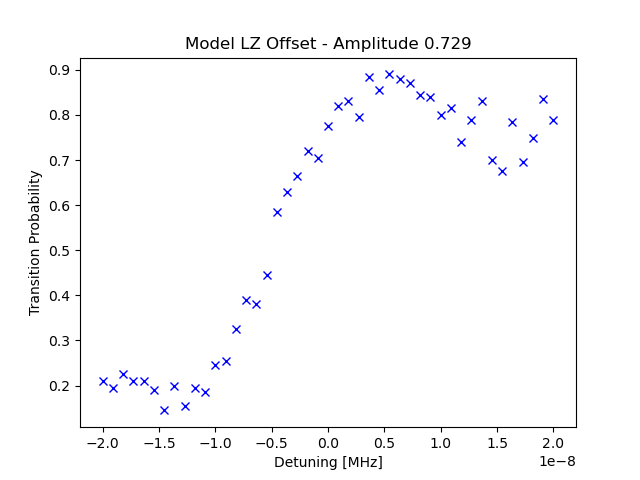 Model LZ Offset - Amplitude 0.729
Transition Probability
0.9
0.8
0.7
0.6
0.5
0.4
0.3
0.2
−2.0 −1.5 −1.0 −0.5 0.0 0.5 1.0 1.5 2.0
Detuning [MHz]
1e−8